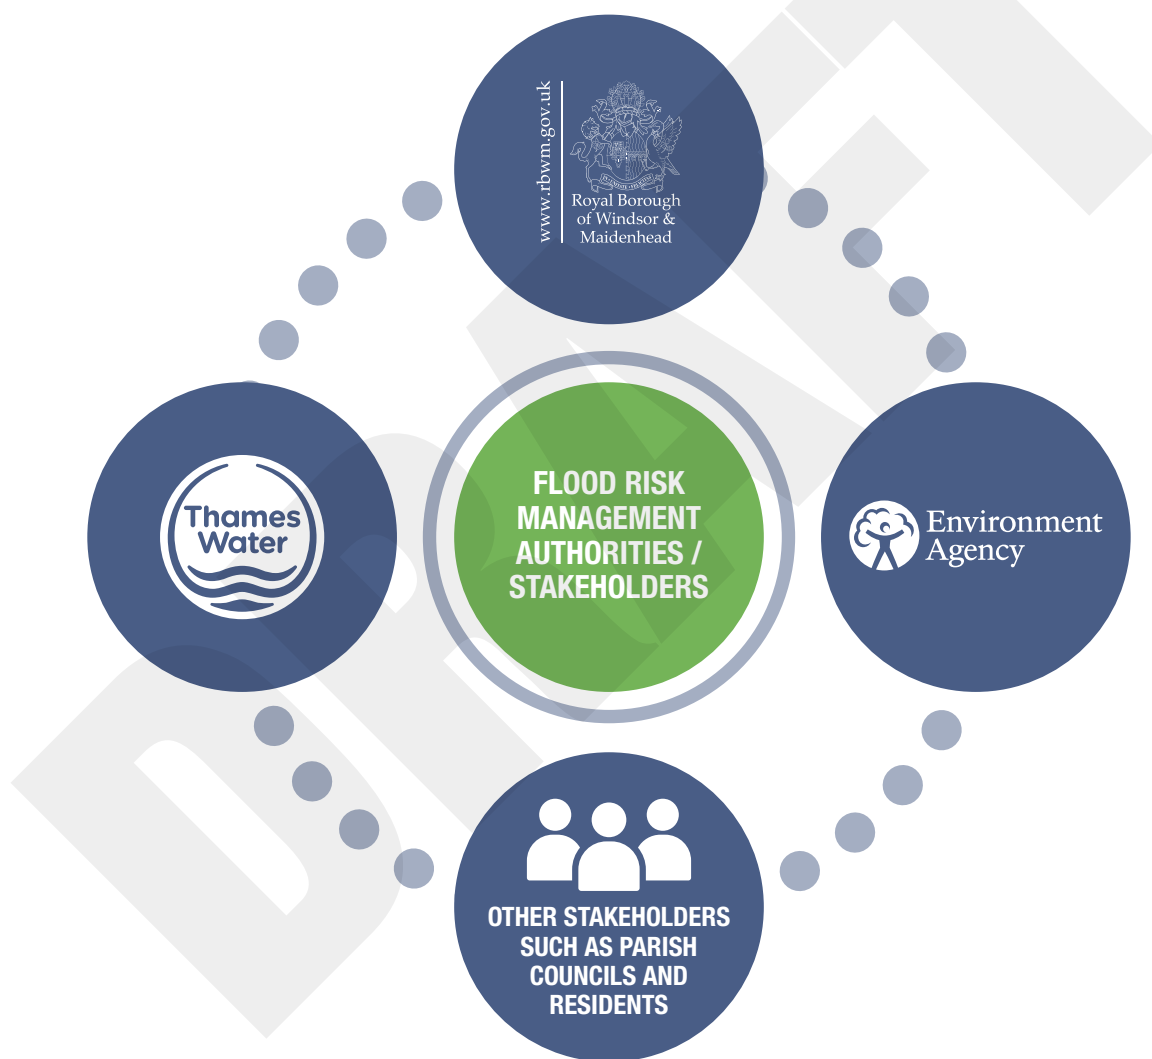 www.rbwm.gov.uk
Royal Borough
of Windsor &
Maidenhead
Thames
Water
FLOOD RISK
MANAGEMENT
AUTHORITIES /
STAKEHOLDERS
Environment
Agency
OTHER STAKEHOLDERS
SUCH AS PARISH
COUNCILS AND
RESIDENTS
DRAFT